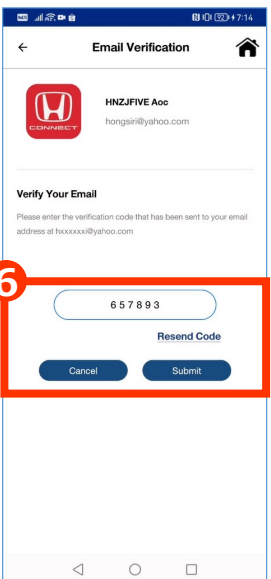 92 7:14
Email Verification
CONNECT
HNZJFIVE Aoc
hongsiri@yahoo.com
Verify Your Email
Please enter the verification code that has been sent to your email
address at hxxxxxxi@yahoo.com
6
657893
Resend Code
Cancel
Submit